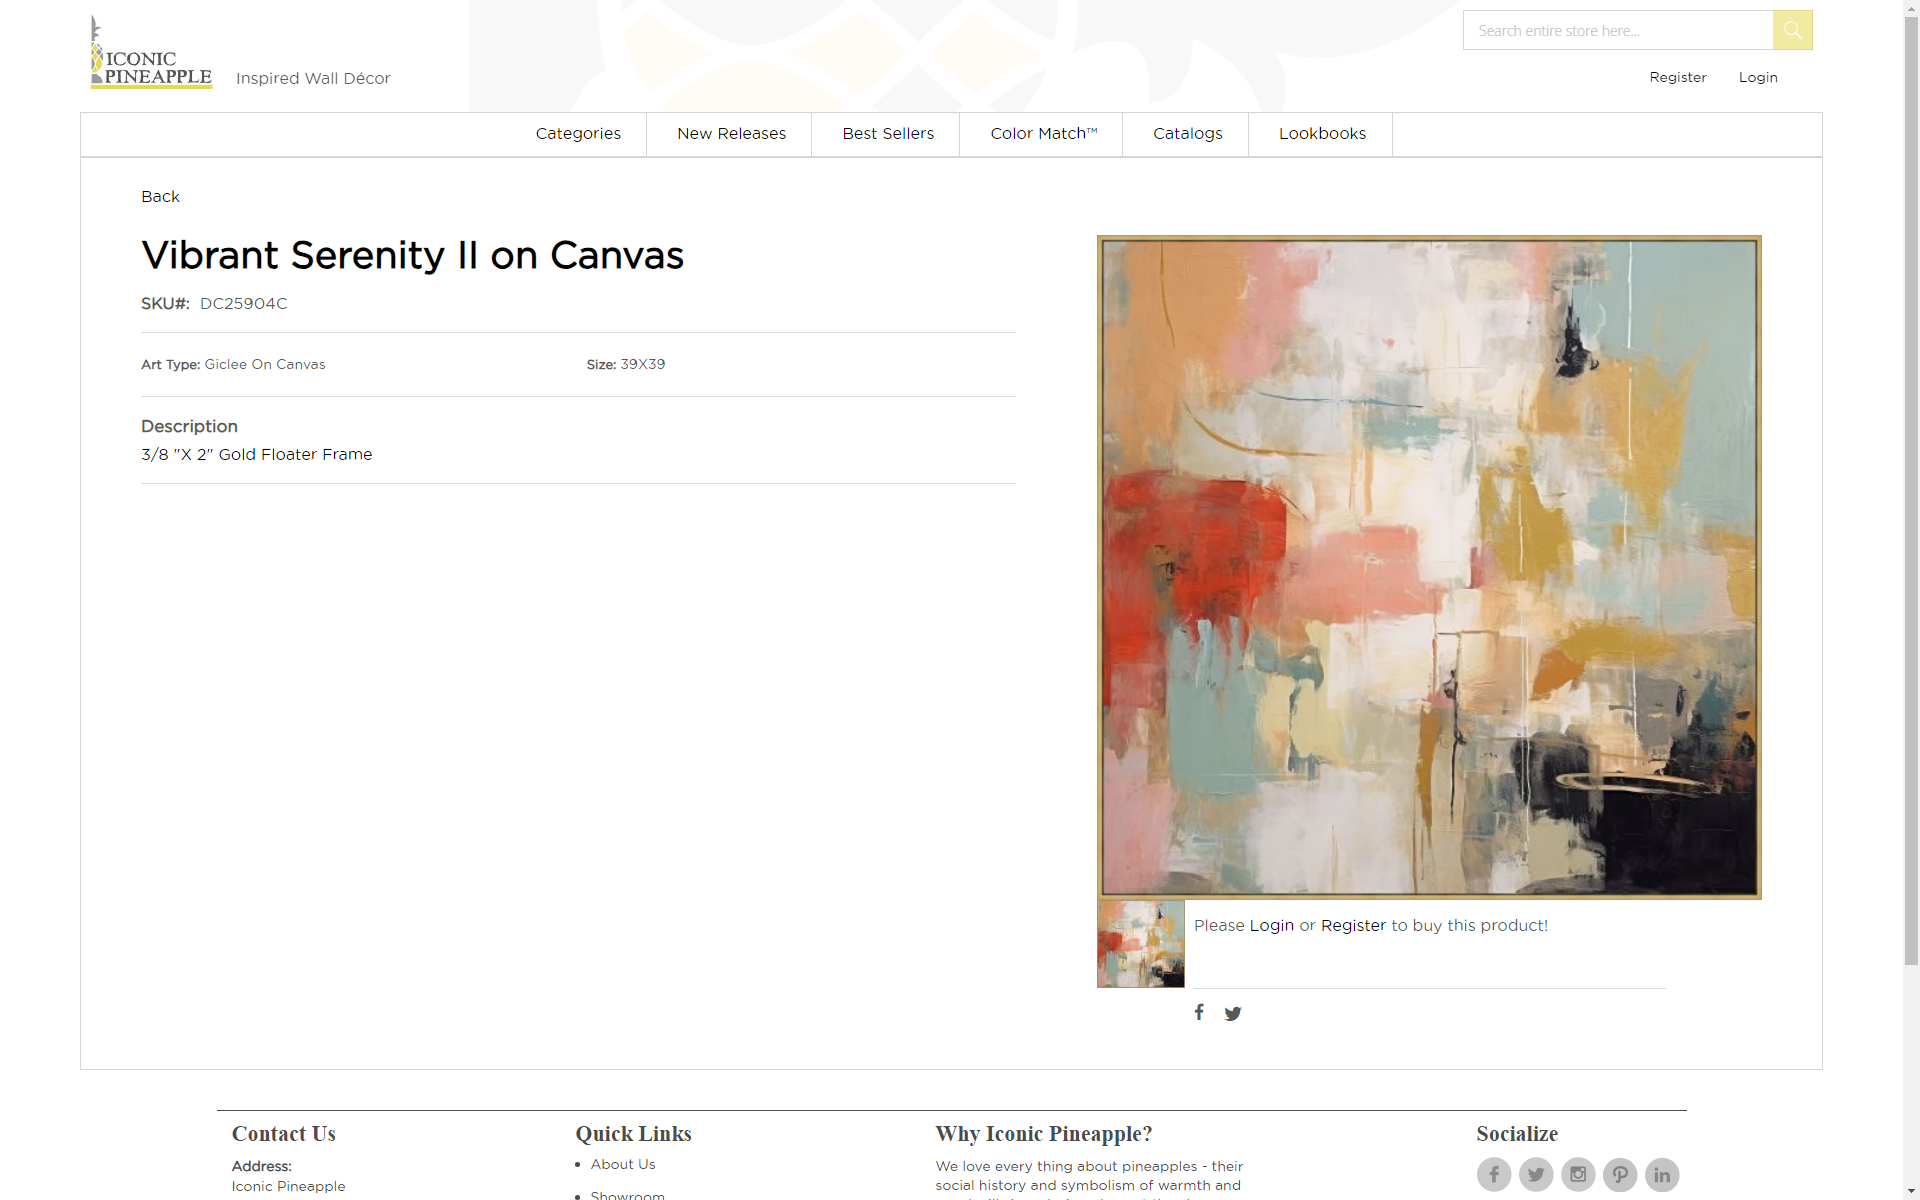 ICONIC
PINEAPPLE
Inspired Wall Décor
Search entire store here...
Register
Login
Categories
New Releases
Best Sellers
Color Match™
Catalogs
Lookbooks
Back
Vibrant Serenity II on Canvas
SKU#: DC25904C
Art Type: Giclee On Canvas
Size: 39X39
Description
3/8 "X 2" Gold Floater Frame
Please Login or Register to buy this product!
Contact Us
Address:
Iconic Pineapple
Quick Links
About Us
Showroom
Why Iconic Pineapple?
We love every thing about pineapples - their
social history and symbolism of warmth and
Socialize